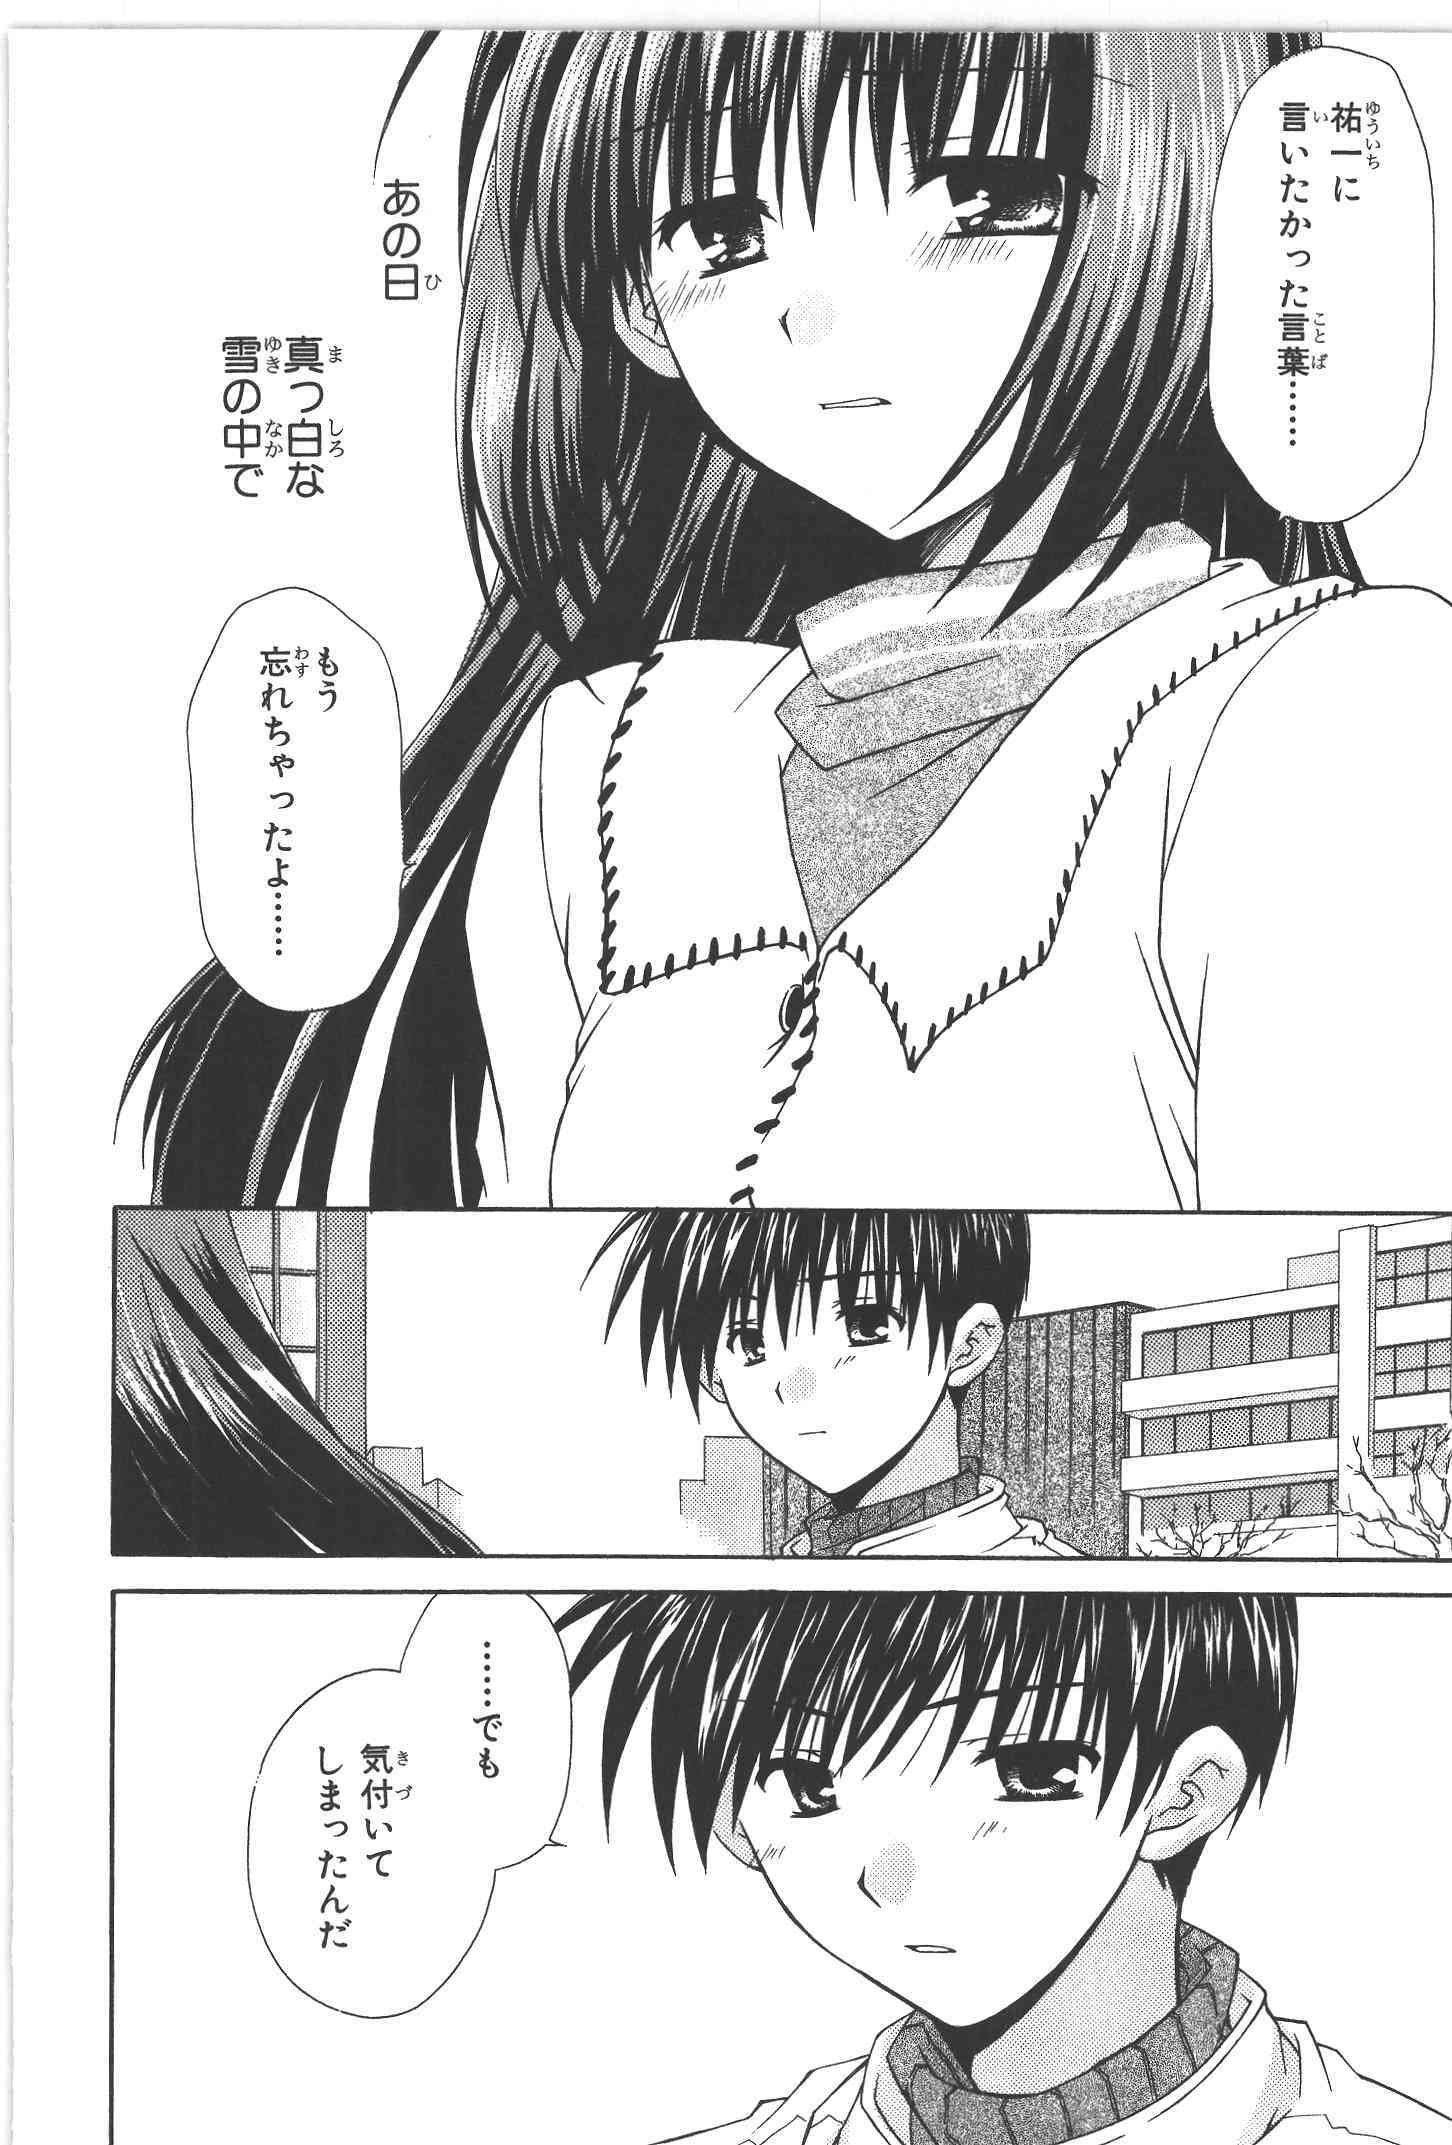 祐一に
言いたかった言葉……
あの日
真っ白な
雪の中で
もう
忘れちゃったよ……
……でも
気付いて
しまったんだ